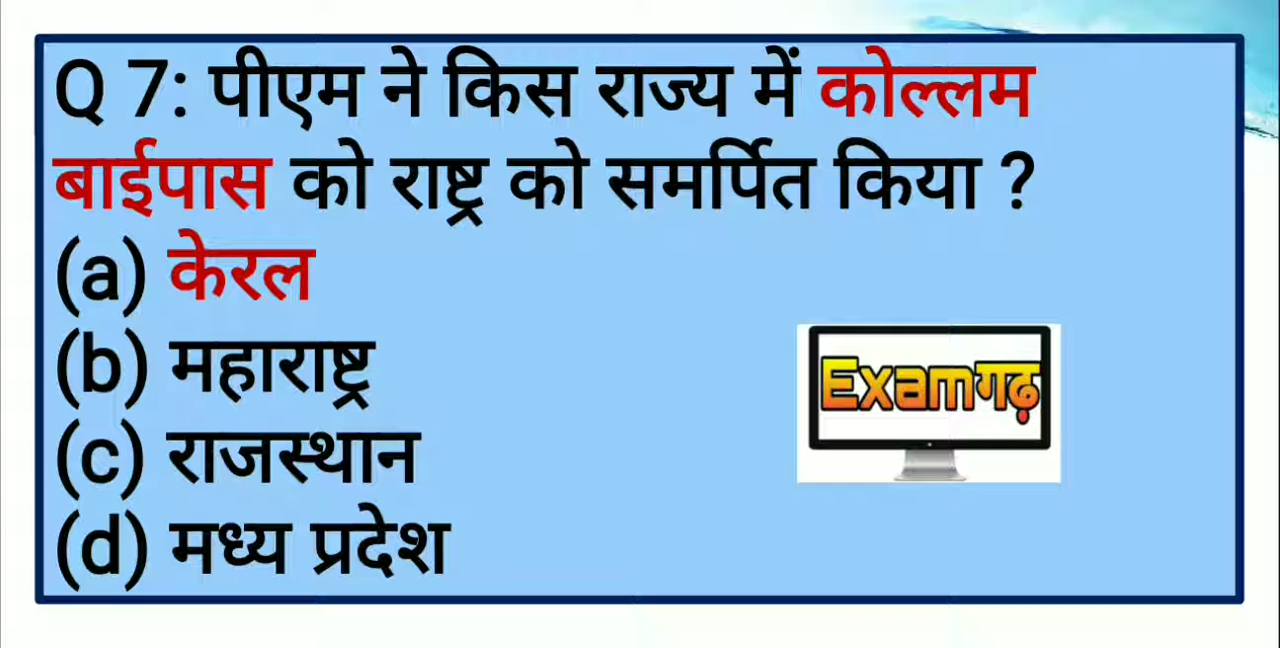 Q 7: पीएम ने किस राज्य में कोल्लम
बाईपास को राष्ट्र को समर्पित किया ?
(a) केरल
(b) महाराष्ट्र
(c) राजस्थान
(d) मध्य प्रदेश
Examगढ़